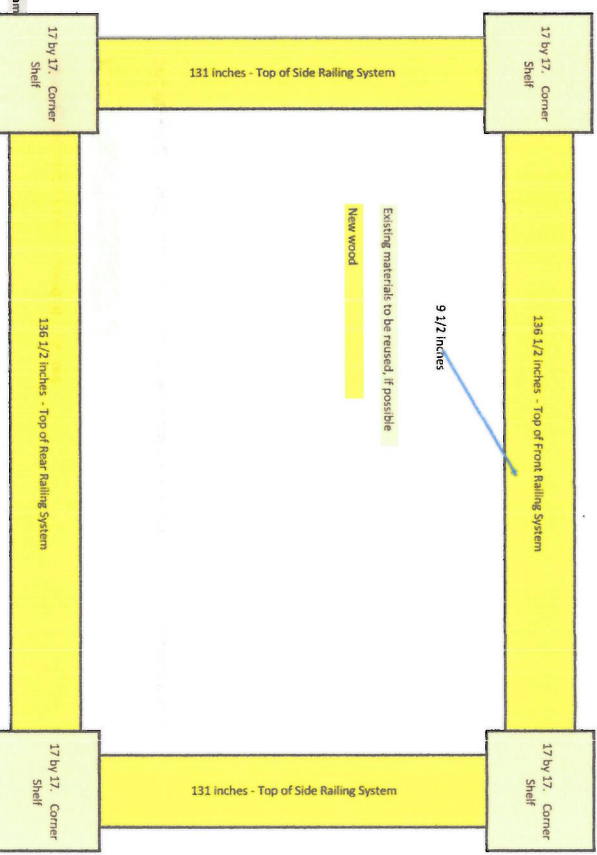 am
17 by 17. Corner
Shelf
131 inches - Top of Side Railing System
17 by 17. Corner
Shelf
136 1/2 inches - Top of Front Railing System
9 1/2 inches
Existing materials to be reused, if possible
New wood
136 1/2 inches - Top of Rear Railing System
17 by 17. Corner
Shelf
131 inches - Top of Side Railing System
17 by 17. Corner
Shelf